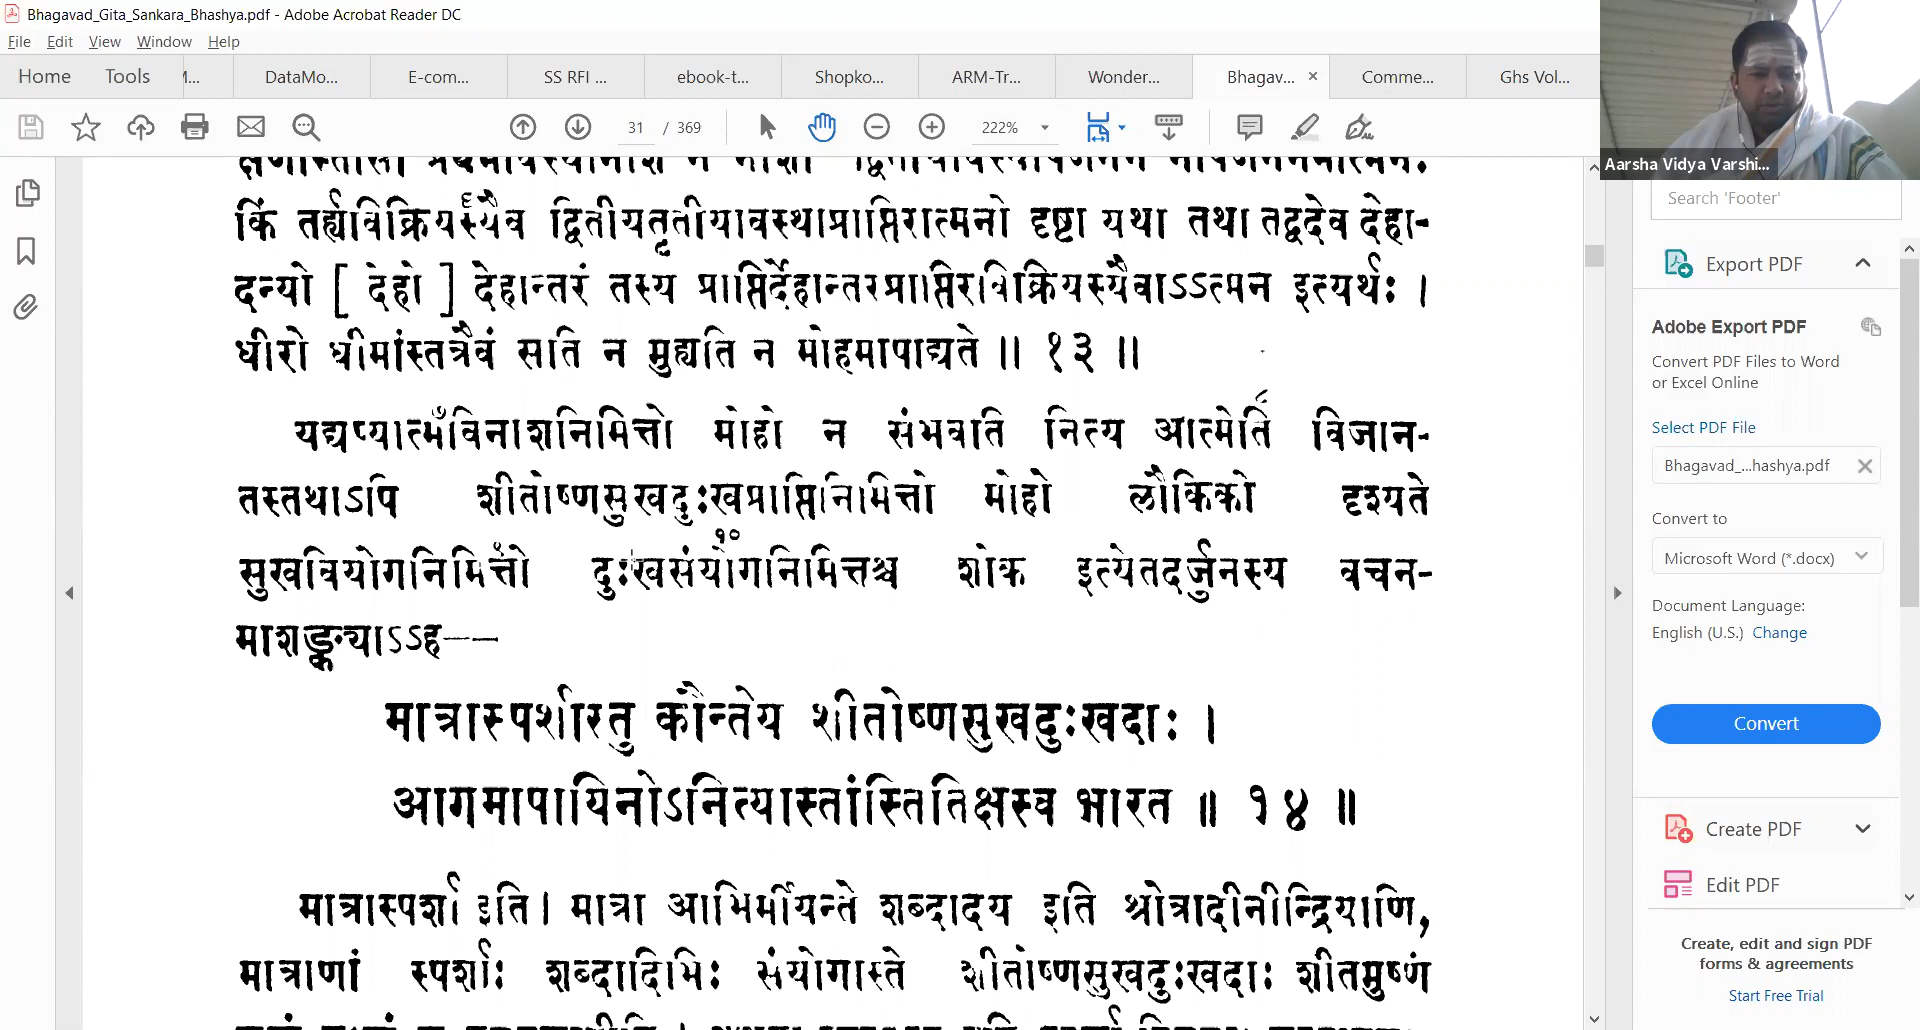 Bhagavad_Gita_Sankara_Bhashya.pdf - Adobe Acrobat Reader DC
File Edit View Window Help
Home Tools DataMo... E-com... SS RFI ... ebook-t... Shopko... ARM-Tr... Wonder... Bhagav... Comme... Ghs Vol...
31 / 369 222%
Aarsha Vidya Varshi...
किं तर्ह्यविक्रियस्यैव द्वितीयतृतीयावस्थाप्राप्तिरात्मनो दृष्टा यथा तथा तद्वदेव देहा-
दन्यो [ देहो ] देहान्तरं तस्य प्राप्तिर्देहान्तरप्राप्तिरविक्रियस्यैवाऽऽत्मन इत्यर्थः ।
धीरो धीमांस्तत्रैवं सति न मुह्यति न मोहमापाद्यते ॥ १३ ॥
यद्यप्यात्मविनाशनिमित्तो मोहो न संभवति नित्य आत्मेति विजान-
तस्तथाऽपि शीतोष्णसुखदुःखप्राप्तिनिमित्तो मोहो लौकिको दृश्यते
१०
सुखवियोगनिमित्तो दुःखसंयोगनिमित्तश्च शोक इत्येतदर्जुनस्य वचन-
माशङ्क्याऽऽह——
मात्रास्पर्शास्तु कौन्तेय शीतोष्णसुखदुःखदाः ।
आगमापायिनोऽनित्यास्तांस्तितिक्षस्व भारत ॥ १४ ॥
मात्रास्पर्शा इति। मात्रा आभिर्मीयन्ते शब्दादय इति श्रोत्रादीनीन्द्रियाणि,
मात्राणां स्पर्शाः शब्दादिभिः संयोगास्ते शीतोष्णसुखदुःखदाः शीतमुष्णं
Search 'Footer'
Export PDF
Adobe Export PDF
Convert PDF Files to Word
or Excel Online
Select PDF File
Bhagavad_...hashya.pdf
Convert to
Microsoft Word (*.docx)
Document Language:
English (U.S.) Change
Convert
Create PDF
Edit PDF
Create, edit and sign PDF
forms & agreements
Start Free Trial